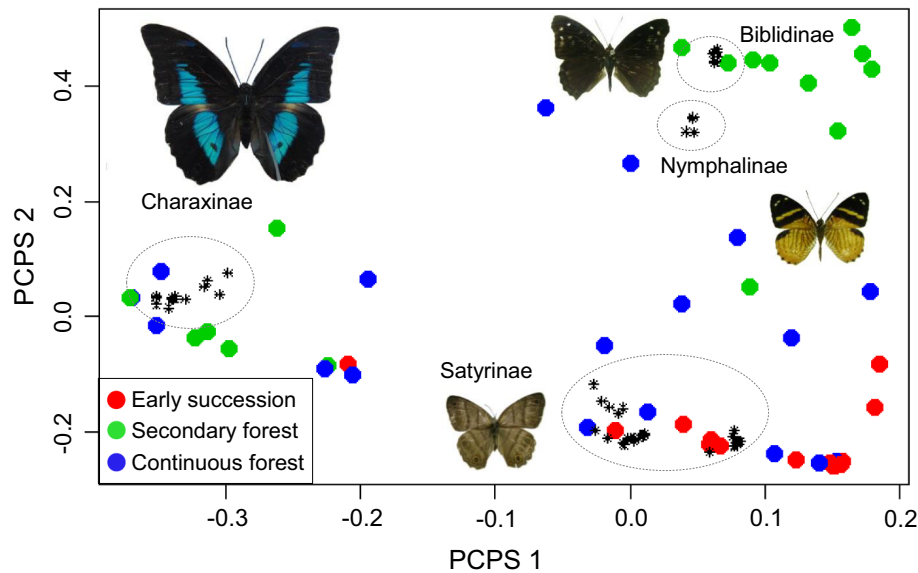 Biblidinae
0.4
Nymphalinae
Charaxinae
0.2
PCPS 2
0.0
Satyrinae
Early succession
Secondary forest
Continuous forest
-0.2
-0.3
-0.2
-0.1
0.0
0.1
0.2
PCPS 1